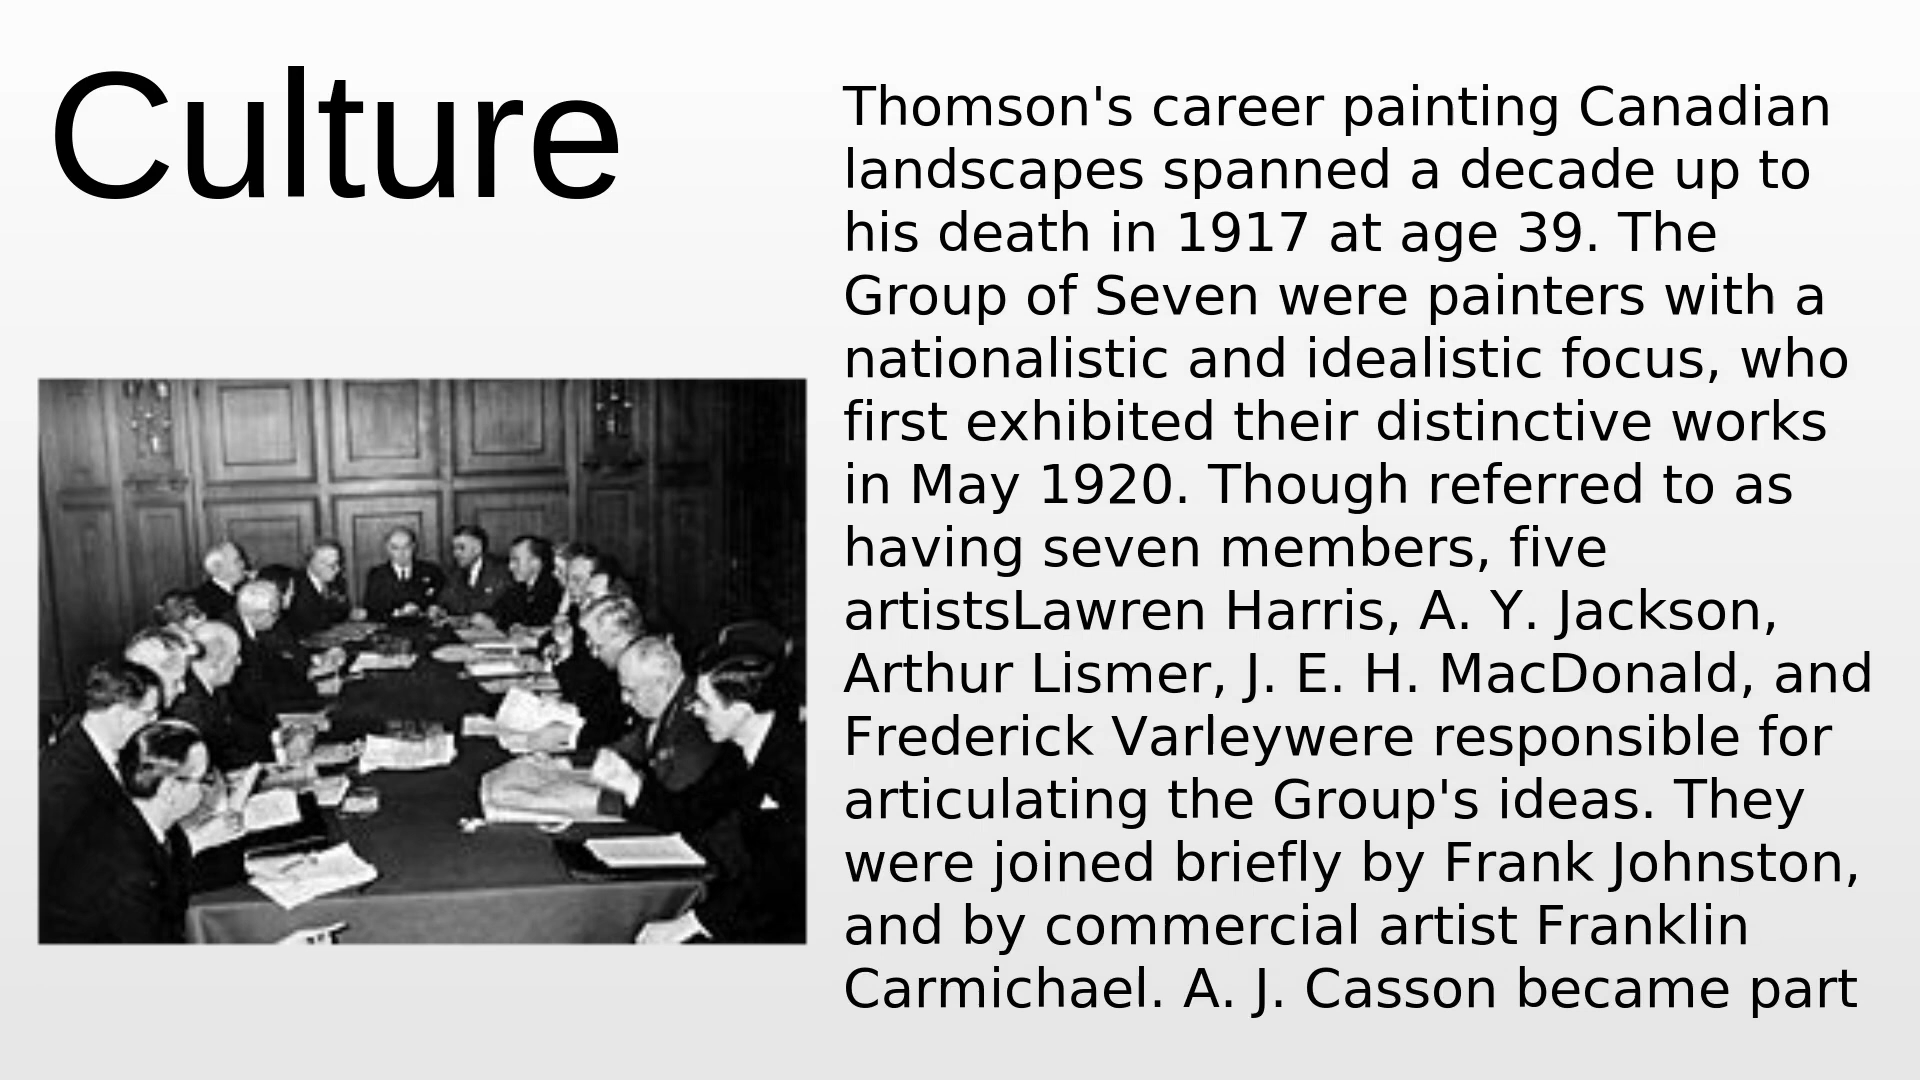 Culture
Thomson's career painting Canadian
landscapes spanned a decade up to
his death in 1917 at age 39. The
Group of Seven were painters with a
nationalistic and idealistic focus, who
first exhibited their distinctive works
in May 1920. Though referred to as
having seven members, five
artistsLawren Harris, A. Y. Jackson,
Arthur Lismer, J. E. H. MacDonald, and
Frederick Varleywere responsible for
articulating the Group's ideas. They
were joined briefly by Frank Johnston,
and by commercial artist Franklin
Carmichael. A. J. Casson became part